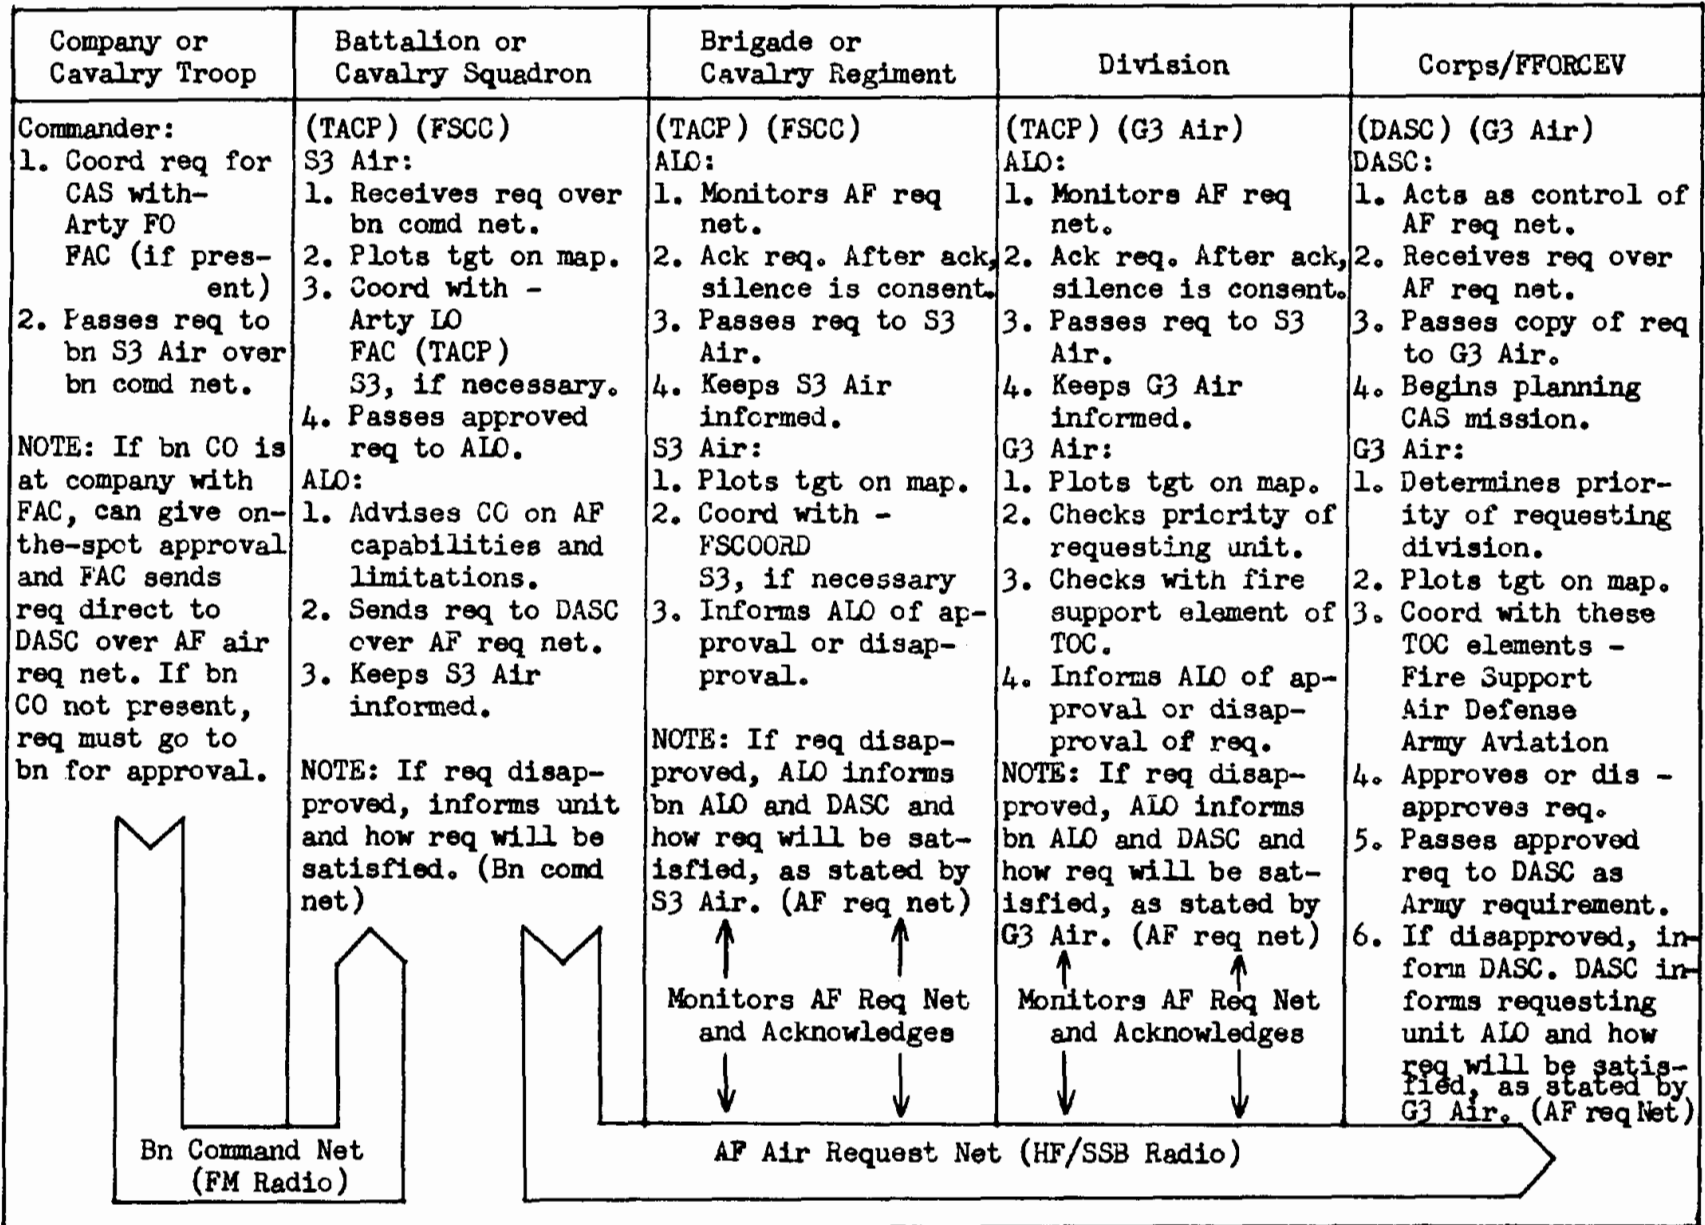 Company or
Cavalry Troop
Commander:
1. Coord req for
CAS with-
Arty FO
FAC (if pres-
ent)
2. Passes req to
bn S3 Air over
bn comd net.
NOTE: If bn CO is
at company with
FAC, can give on-
the-spot approval
and FAC sends
req direct to
DASC over AF air
req net. If bn
CO not present,
req must go to
bn for approval.
Battalion or
Cavalry Squadron
(TACP) (FSCC)
S3 Air:
1. Receives req over
bn comd net.
2. Plots tgt on map.
3. Coord with -
Arty LO
FAC (TACP)
S3, if necessary.
4. Passes approved
req to ALO.
ALO:
1. Advises CO on AF
capabilities and
limitations.
2. Sends req to DASC
over AF req net.
3. Keeps S3 Air
informed.
NOTE: If req disap-
proved, informs unit
and how req will be
satisfied. (Bn comd
net)
Brigade or
Cavalry Regiment
(TACP) (FSCC)
ALO:
1. Monitors AF req
net.
2. Ack req. After ack,
silence is consent.
3. Passes req to S3
Air.
4. Keeps S3 Air
informed.
S3 Air:
1. Plots tgt on map.
2. Coord with -
FSCOORD
S3, if necessary
3. Informs ALO of ap-
proval or disap-
proval.
NOTE: If req disap-
proved, ALO informs
bn ALO and DASC and
how req will be sat-
isfied, as stated by
S3 Air. (AF req net)
Monitors AF Req Net
and Acknowledges
Division
(TACP) (G3 Air)
ALO:
1. Monitors AF req
net.
2. Ack req. After ack,
silence is consent.
3. Passes req to S3
Air.
4. Keeps G3 Air
informed.
G3 Air:
1. Plots tgt on map.
2. Checks priority of
requesting unit.
3. Checks with fire
support element of
TOC.
4. Informs ALO of ap-
proval or disap-
proval of req.
NOTE: If req disap-
proved, ALO informs
bn ALO and DASC and
how req will be sat-
isfied, as stated by
G3 Air. (AF req net)
Monitors AF Req Net
and Acknowledges
Corps/FFORCEV
(DASC) (G3 Air)
DASC:
1. Acts as control of
AF req net.
2. Receives req over
AF req net.
3. Passes copy of req
to G3 Air.
4. Begins planning
CAS mission.
G3 Air:
1. Determines prior-
ity of requesting
division.
2. Plots tgt on map.
3. Coord with these
TOC elements -
Fire Support
Air Defense
Army Aviation
4. Approves or dis -
approves req.
5. Passes approved
req to DASC as
Army requirement.
6. If disapproved, in-
form DASC. DASC in-
forms requesting
unit ALO and how
req will be satis-
fied, as stated by
G3 Air. (AF req Net)
Bn Command Net
(FM Radio)
AF Air Request Net (HF/SSB Radio)